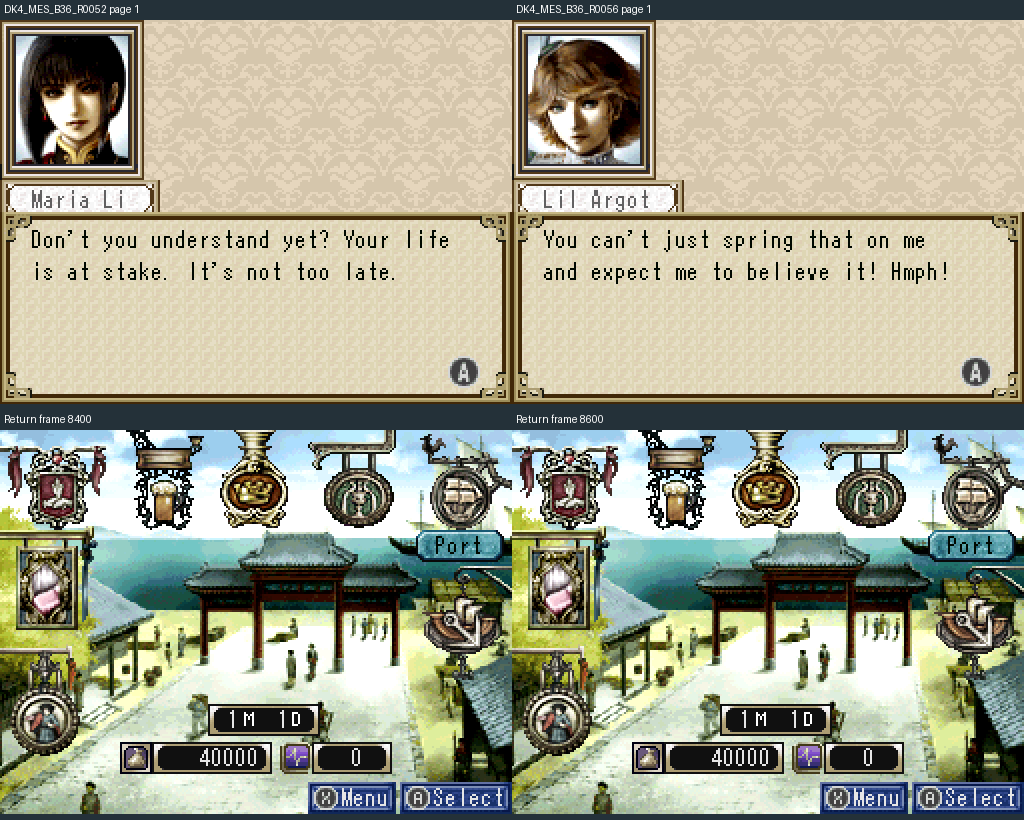 DK4_MES_B36_R0052 page 1
Maria Li
Don't you understand yet? Your life
is at stake. It's not too late.
A
DK4_MES_B36_R0056 page 1
Lil Argot
You can't just spring that on me
and expect me to believe it! Hmph!
A
Return frame 8400
Port
1M 1D
40000
0
X Menu
A Select
Return frame 8600
Port
1M 1D
40000
0
X Menu
A Select